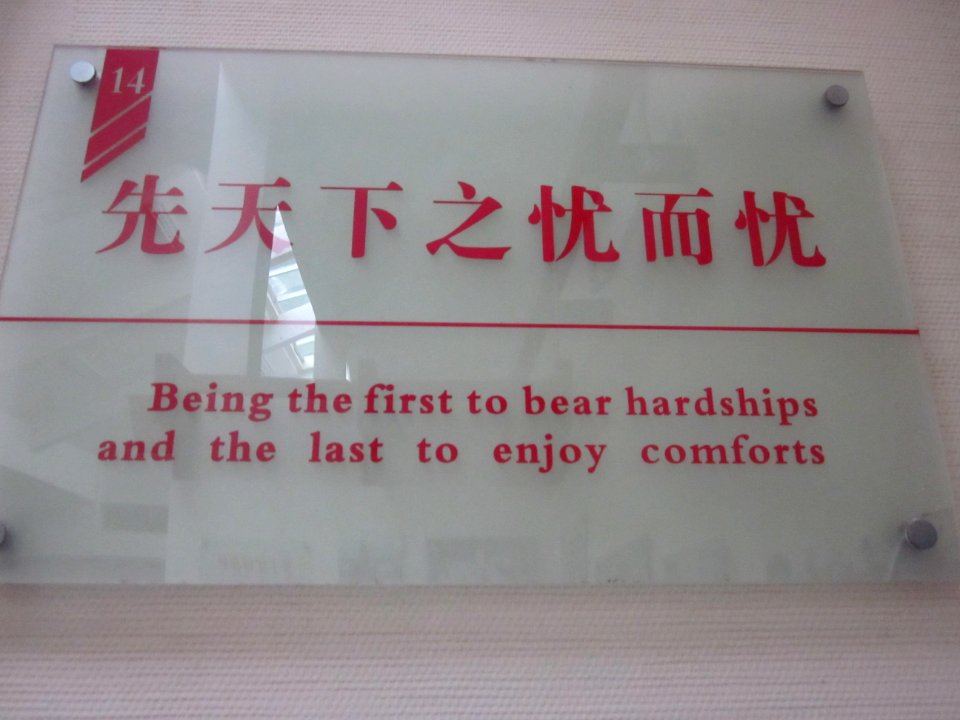 14
先天下之忧而忧
Being the first to bear hardships
and the last to enjoy comforts